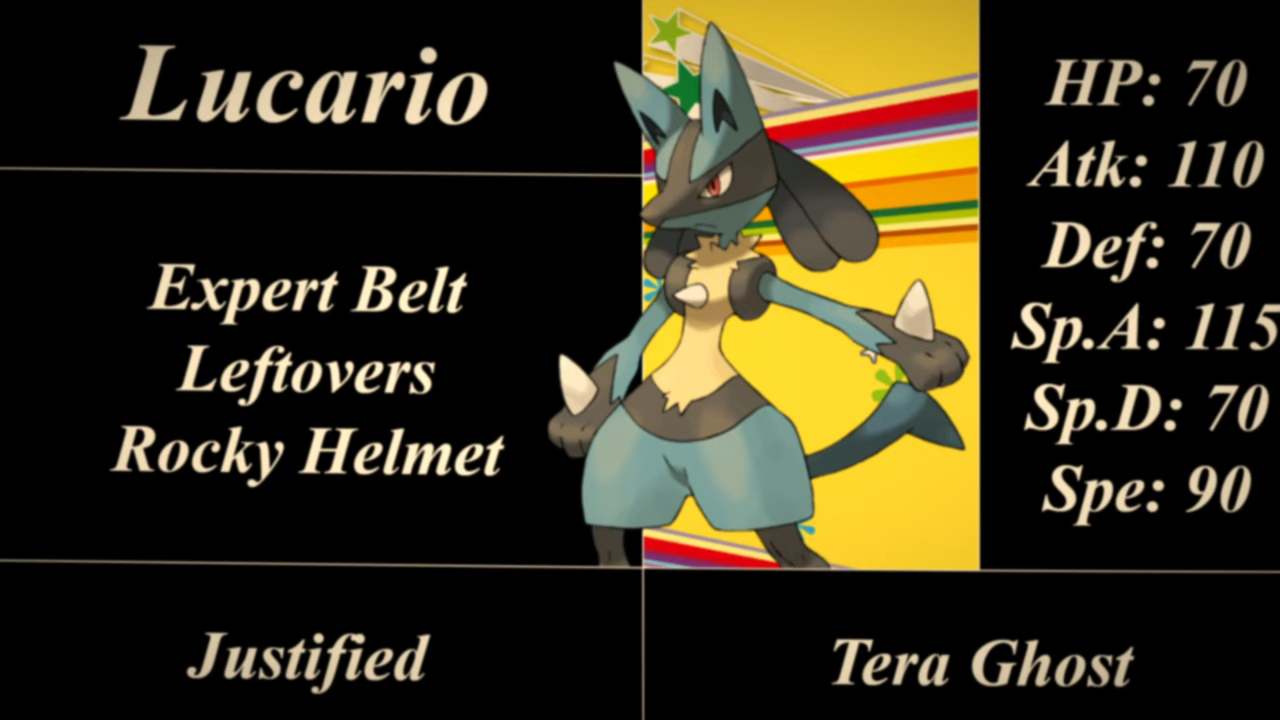 Lucario
Expert Belt
Leftovers
Rocky Helmet
HP: 70
Atk: 110
Def: 70
Sp.A: 115
Sp.D: 70
Spe: 90
Justified
Tera Ghost